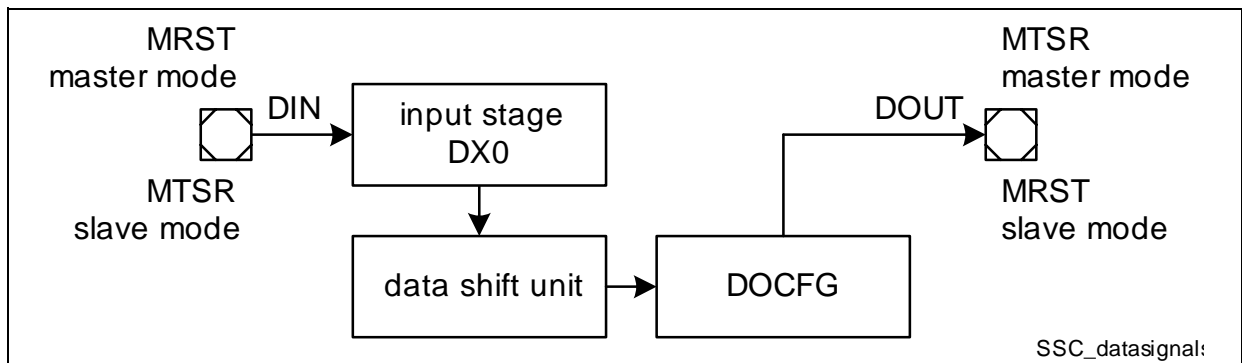 MRST
master mode
MTSR
master mode
DIN
input stage
DX0
DOUT
MTSR
slave mode
MRST
slave mode
data shift unit
DOCFG
SSC_datasignals